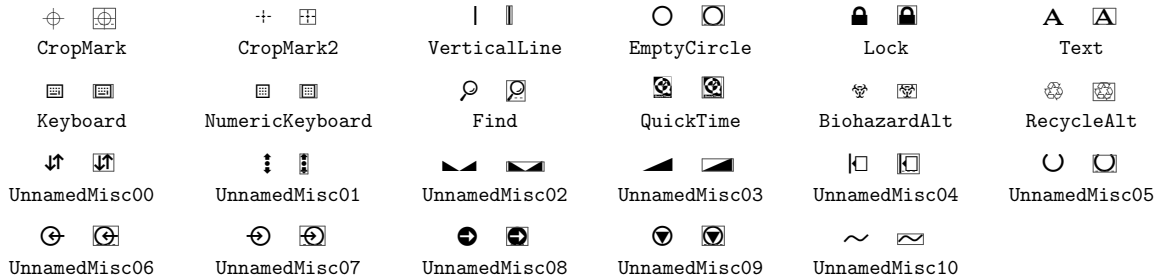 CropMark CropMark2 VerticalLine EmptyCircle Lock Text
Keyboard NumericKeyboard Find QuickTime BiohazardAlt RecycleAlt
UnnamedMisc00 UnnamedMisc01 UnnamedMisc02 UnnamedMisc03 UnnamedMisc04 UnnamedMisc05
UnnamedMisc06 UnnamedMisc07 UnnamedMisc08 UnnamedMisc09 UnnamedMisc10